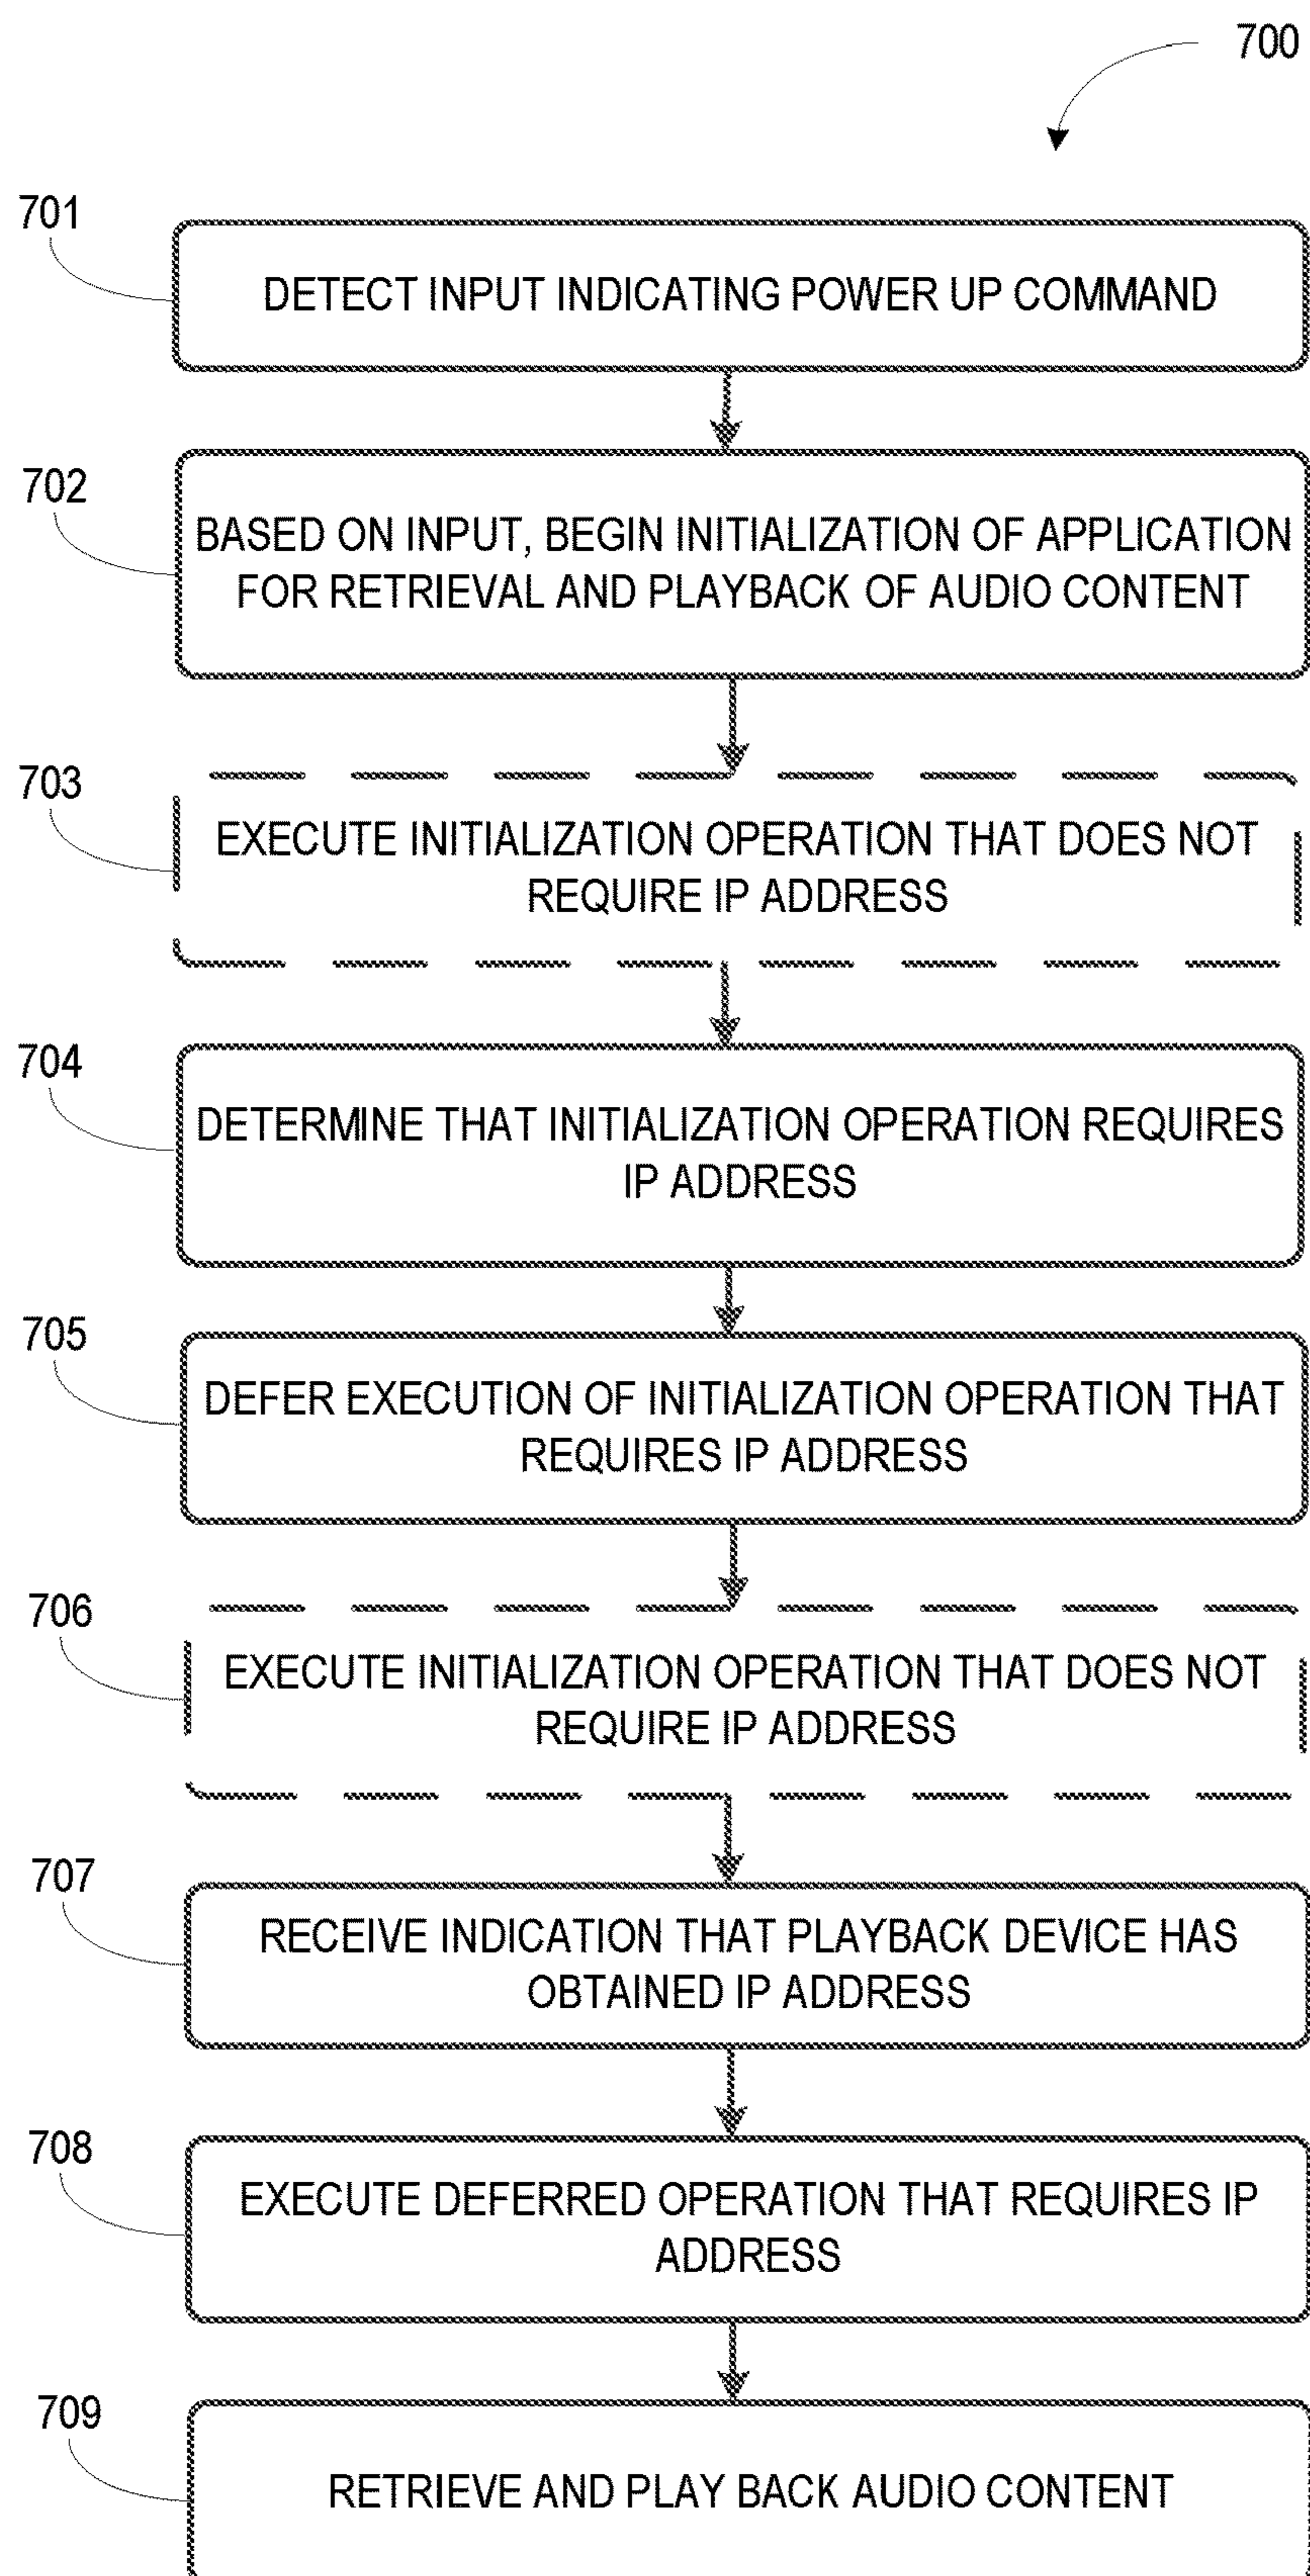 700
701
DETECT INPUT INDICATING POWER UP COMMAND
702
BASED ON INPUT, BEGIN INITIALIZATION OF APPLICATION
FOR RETRIEVAL AND PLAYBACK OF AUDIO CONTENT
703
EXECUTE INITIALIZATION OPERATION THAT DOES NOT
REQUIRE IP ADDRESS
704
DETERMINE THAT INITIALIZATION OPERATION REQUIRES
IP ADDRESS
705
DEFER EXECUTION OF INITIALIZATION OPERATION THAT
REQUIRES IP ADDRESS
706
EXECUTE INITIALIZATION OPERATION THAT DOES NOT
REQUIRE IP ADDRESS
707
RECEIVE INDICATION THAT PLAYBACK DEVICE HAS
OBTAINED IP ADDRESS
708
EXECUTE DEFERRED OPERATION THAT REQUIRES IP
ADDRESS
709
RETRIEVE AND PLAY BACK AUDIO CONTENT